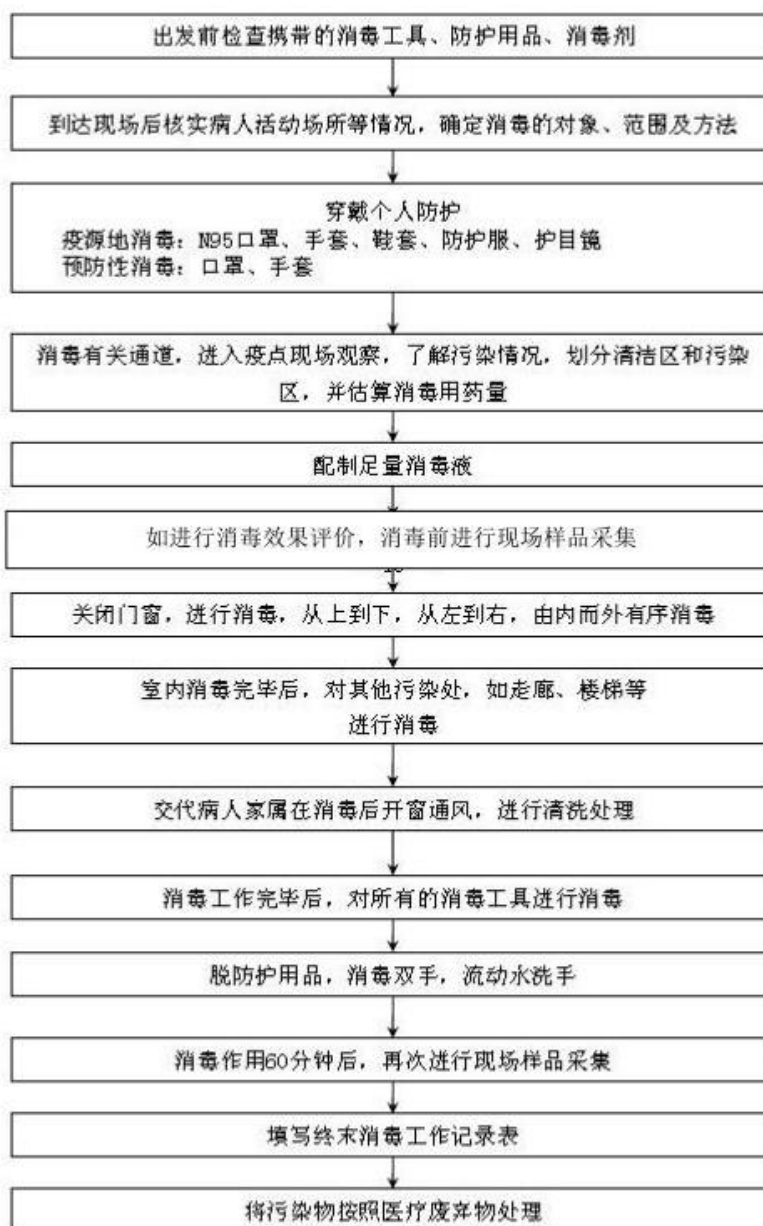 出发前检查携带的消毒工具、防护用品、消毒剂
到达现场后核实病人活动场所等情况，确定消毒的对象、范围及方法
穿戴个人防护
疫源地消毒：N95口罩、手套、鞋套、防护服、护目镜
预防性消毒：口罩、手套
消毒有关通道，进入疫点现场观察，了解污染情况，划分清洁区和污染
区，并估算消毒用药量
配制足量消毒液
如进行消毒效果评价，消毒前进行现场样品采集
关闭门窗，进行消毒，从上到下，从左到右，由内而外有序消毒
室内消毒完毕后，对其他污染处，如走廊、楼梯等
进行消毒
交代病人家属在消毒后开窗通风，进行清洗处理
消毒工作完毕后，对所有的消毒工具进行消毒
脱防护用品，消毒双手，流动水洗手
消毒作用60分钟后，再次进行现场样品采集
填写终末消毒工作记录表
将污染物按照医疗废弃物处理